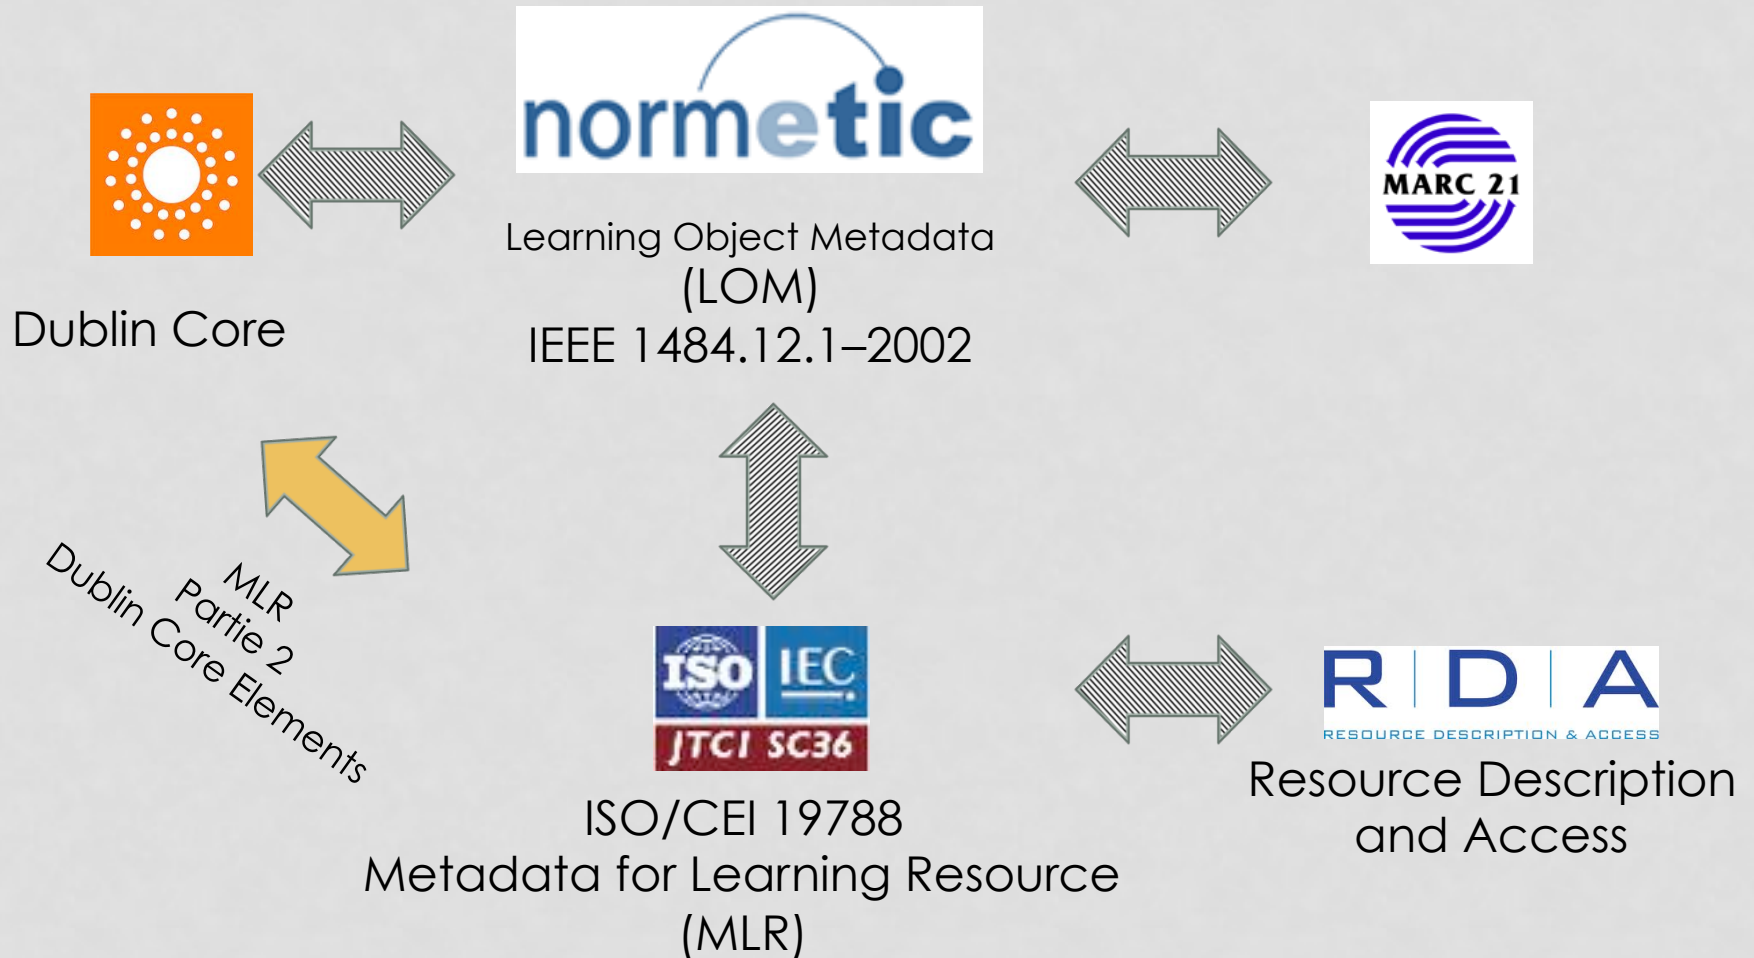 normetic
MARC 21
Learning Object Metadata
(LOM)
IEEE 1484.12.1–2002
Dublin Core
MLR
Partie 2
Dublin Core Elements
ISO IEC
JTC1 SC36
ISO/CEI 19788
Metadata for Learning Resource
(MLR)
R D A
RESOURCE DESCRIPTION & ACCESS
Resource Description
and Access